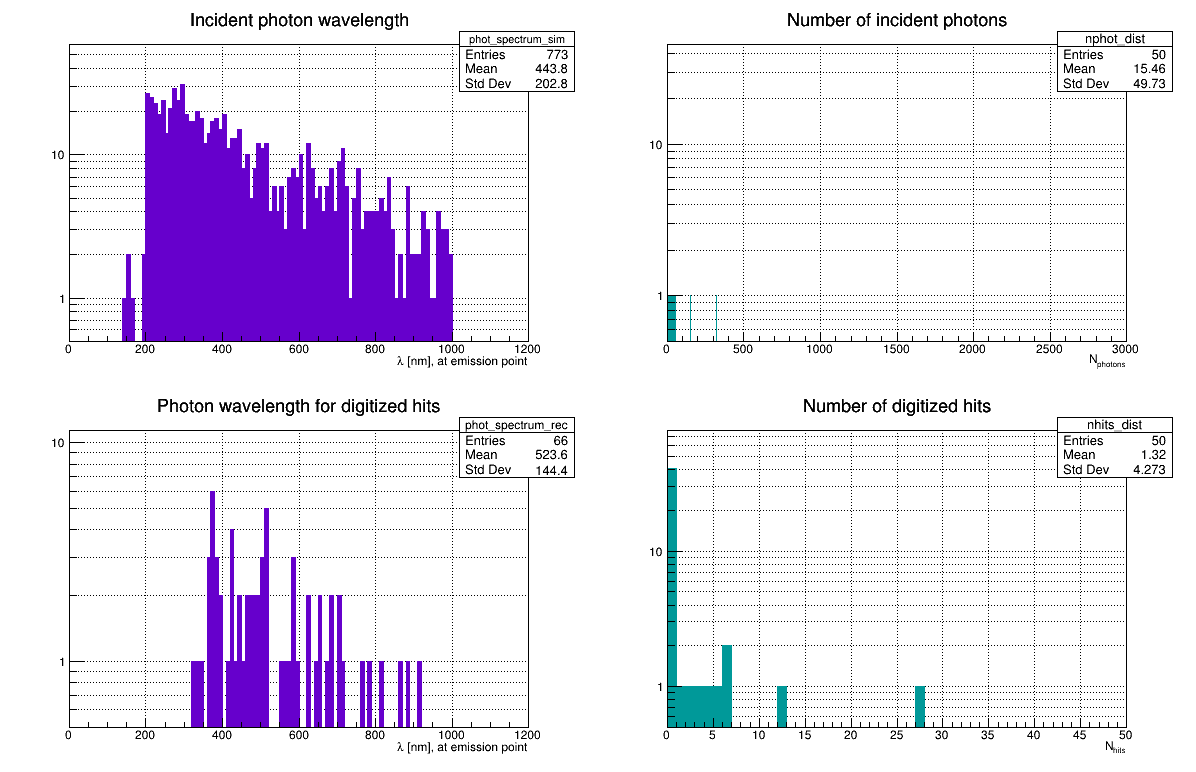 Incident photon wavelength
phot_spectrum_sim
Entries 773
Mean 443.8
Std Dev 202.8
10
1
0 200 400 600 800 1000 1200
λ [nm], at emission point
Number of incident photons
nphot_dist
Entries 50
Mean 15.46
Std Dev 49.73
10
1
0 500 1000 1500 2000 2500 3000
Nphotons
Photon wavelength for digitized hits
phot_spectrum_rec
Entries 66
Mean 523.6
Std Dev 144.4
10
1
0 200 400 600 800 1000 1200
λ [nm], at emission point
Number of digitized hits
nhits_dist
Entries 50
Mean 1.32
Std Dev 4.273
10
1
0 5 10 15 20 25 30 35 40 45 50
Nhits